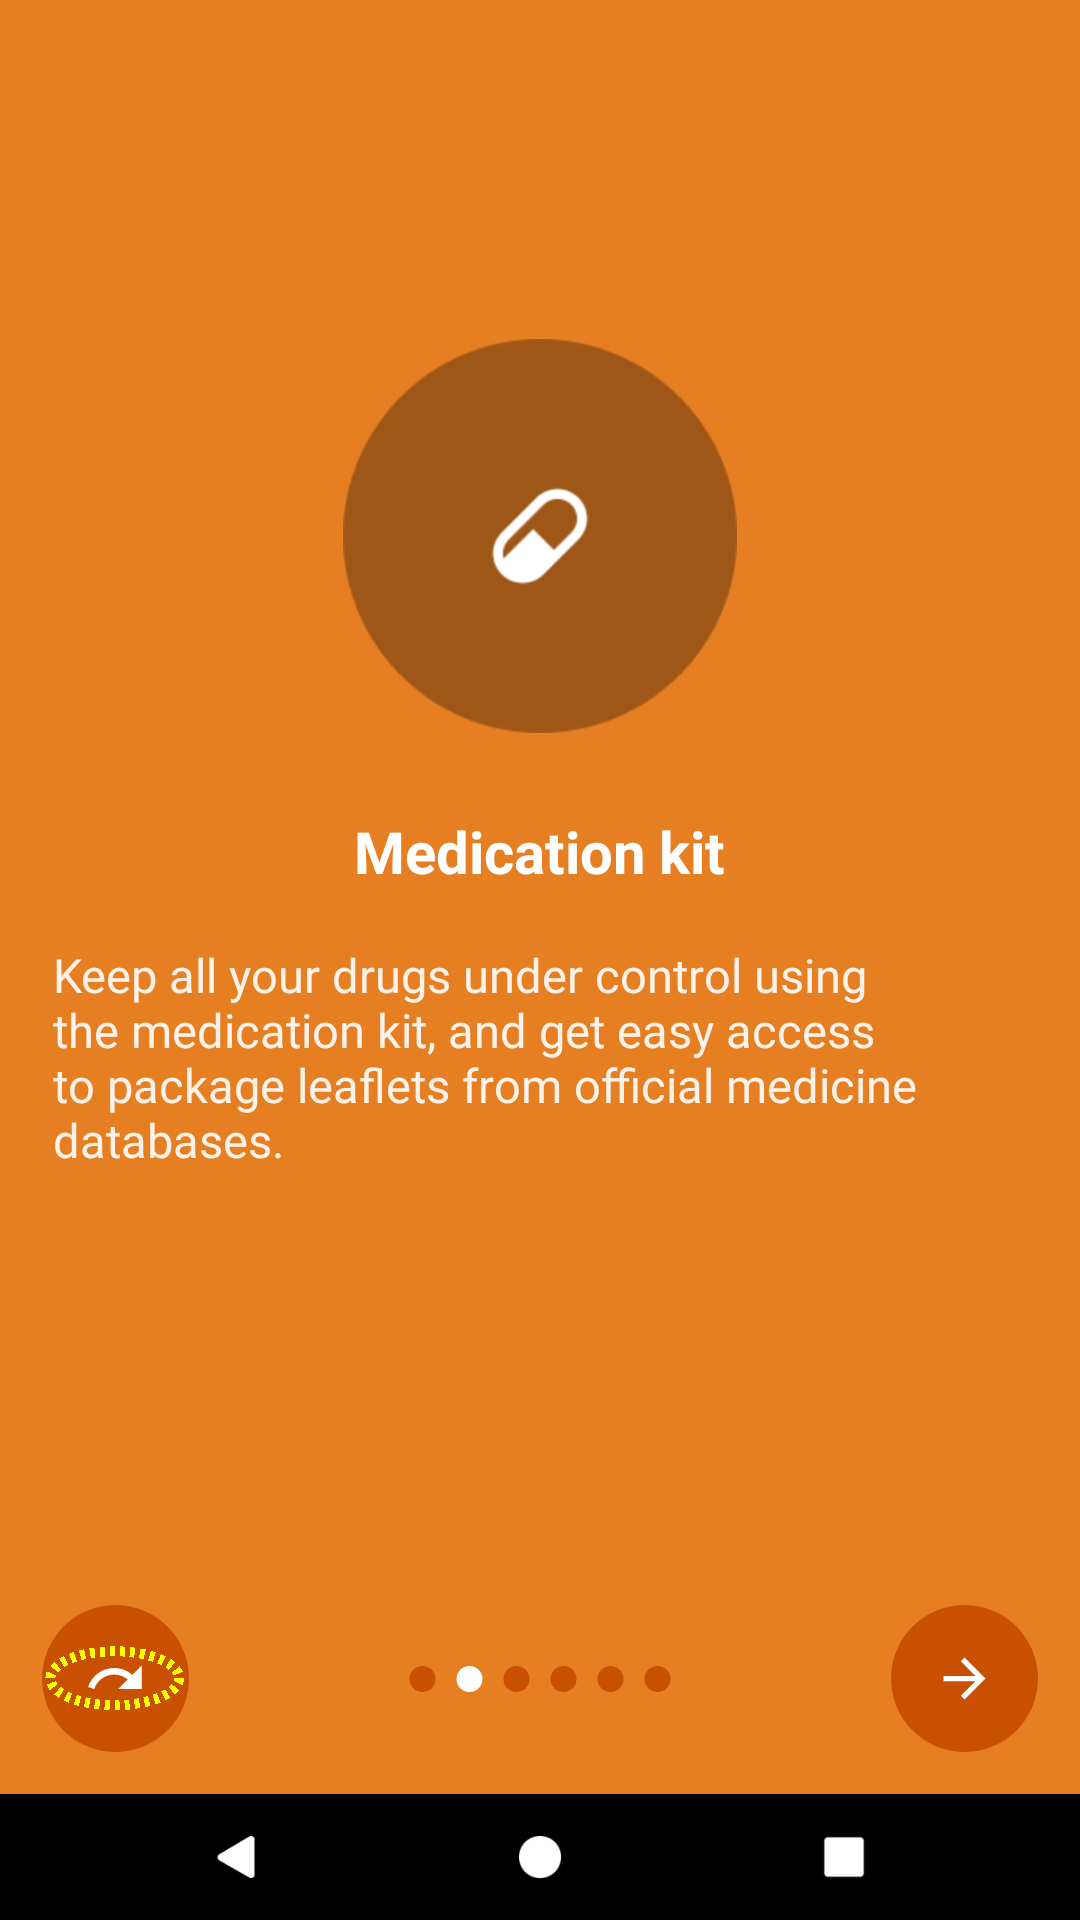 Medication kit
Keep all your drugs under control using
the medication kit, and get easy access
to package leaflets from official medicine
databases.